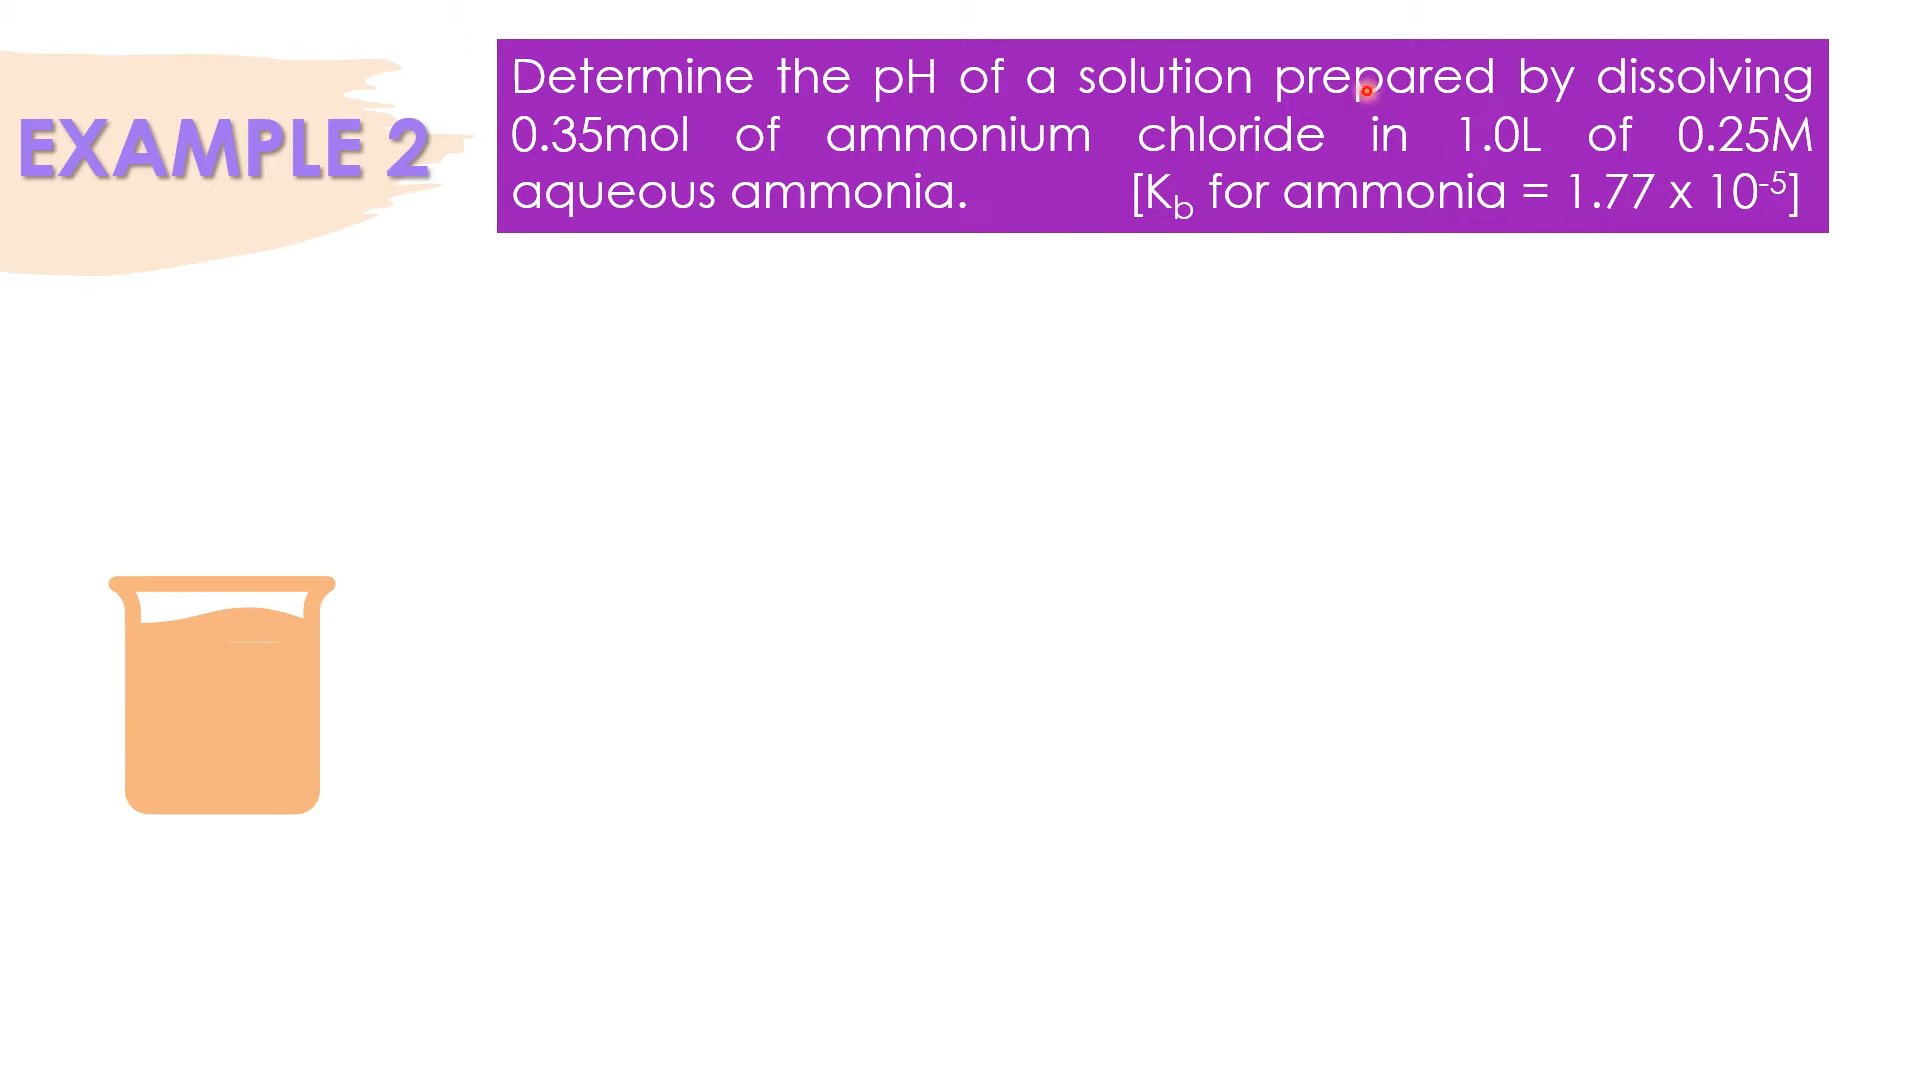 EXAMPLE 2
Determine the pH of a solution prepared by dissolving
0.35mol of ammonium chloride in 1.0L of 0.25M
aqueous ammonia. [K_b for ammonia = 1.77 x 10^-5]